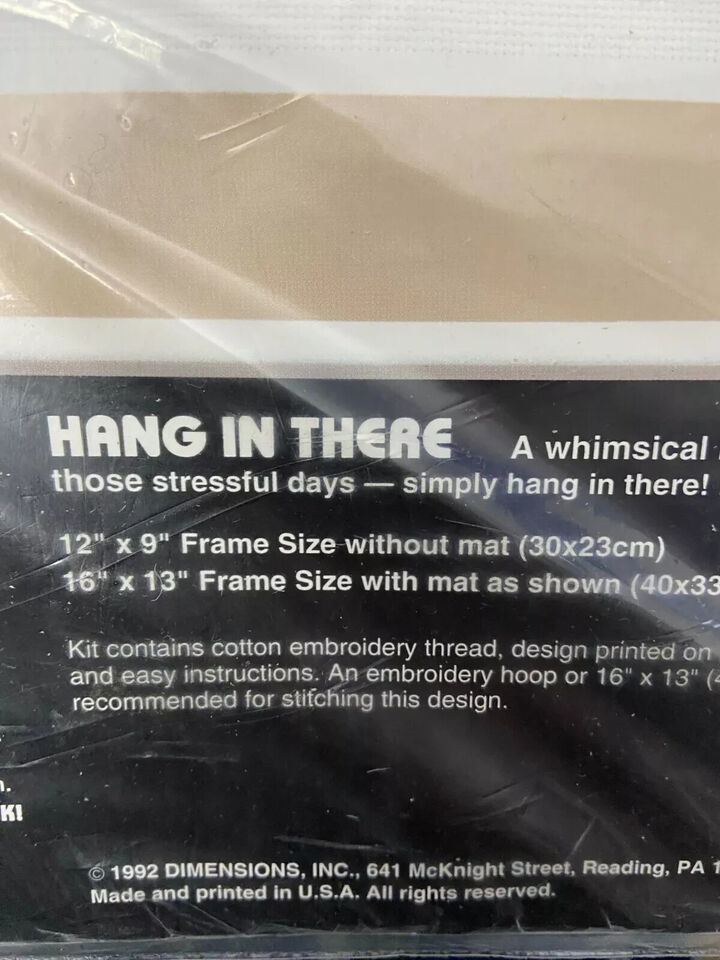 HANG IN THERE A whimsical
those stressful days — simply hang in there!
12" x 9" Frame Size without mat (30x23cm)
16" x 13" Frame Size with mat as shown (40x33
Kit contains cotton embroidery thread, design printed on
and easy instructions. An embroidery hoop or 16" x 13" (4
recommended for stitching this design.
K!
© 1992 DIMENSIONS, INC., 641 McKnight Street, Reading, PA 1
Made and printed in U.S.A. All rights reserved.